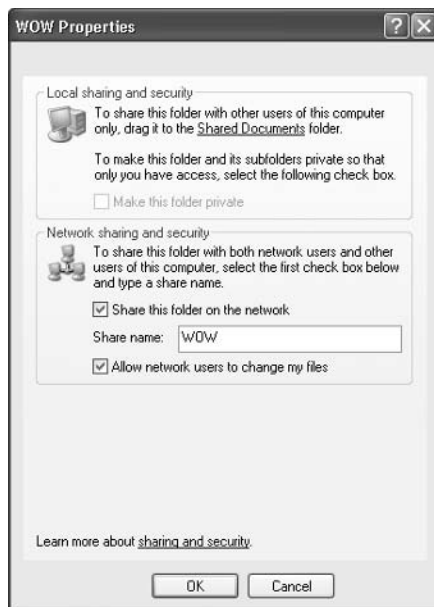 WOW Properties
Local sharing and security
To share this folder with other users of this computer
only, drag it to the Shared Documents folder.
To make this folder and its subfolders private so that
only you have access, select the following check box.
Make this folder private
Network sharing and security
To share this folder with both network users and other
users of this computer, select the first check box below
and type a share name.
Share this folder on the network
Share name: WOW
Allow network users to change my files
Learn more about sharing and security.
OK Cancel